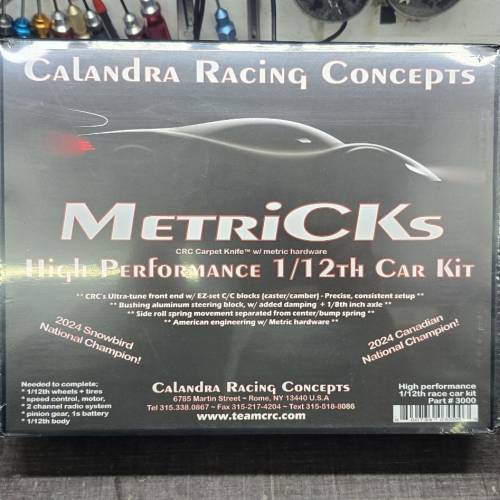 Calandra Racing Concepts
MetriCKs
CRC Carpet Knife™ w/ metric hardware
High Performance 1/12th Car Kit
** CRC's Ultra-tune front end w/ EZ-set C/C blocks (caster/camber) - Precise, consistent setup **
** Bushing aluminum steering block, w/ added damping + 1/8th inch axle **
** Side roll spring movement separated from center/bump spring **
** American engineering w/ Metric hardware **
2024 Snowbird
National Champion!
2024 Canadian
National Champion!
Needed to complete;
* 1/12th wheels + tires
* speed control, motor,
* 2 channel radio system
* pinion gear, 1s battery
* 1/12th body
Calandra Racing Concepts
6785 Martin Street ~ Rome, NY 13440 U.S.A
Tel 315.338.0867 ~ Fax 315-217-4204 ~ Text 315-518-8086
www.teamcrc.com
High performance
1/12th race car kit
Part # 3000